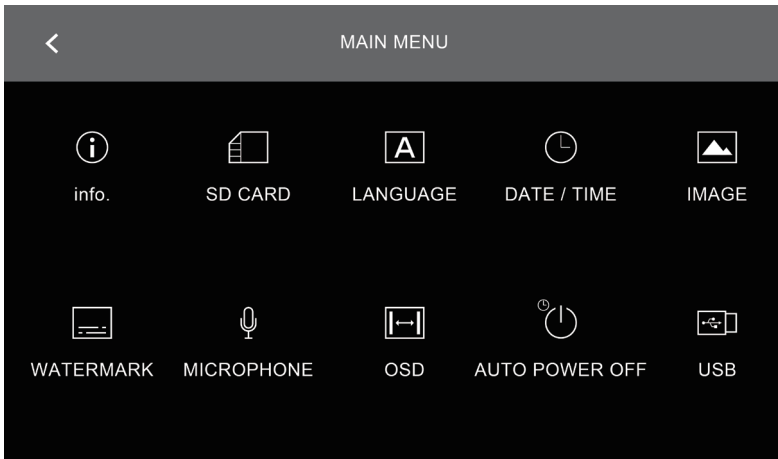 MAIN MENU
info.
SD CARD
LANGUAGE
DATE / TIME
IMAGE
WATERMARK
MICROPHONE
OSD
AUTO POWER OFF
USB